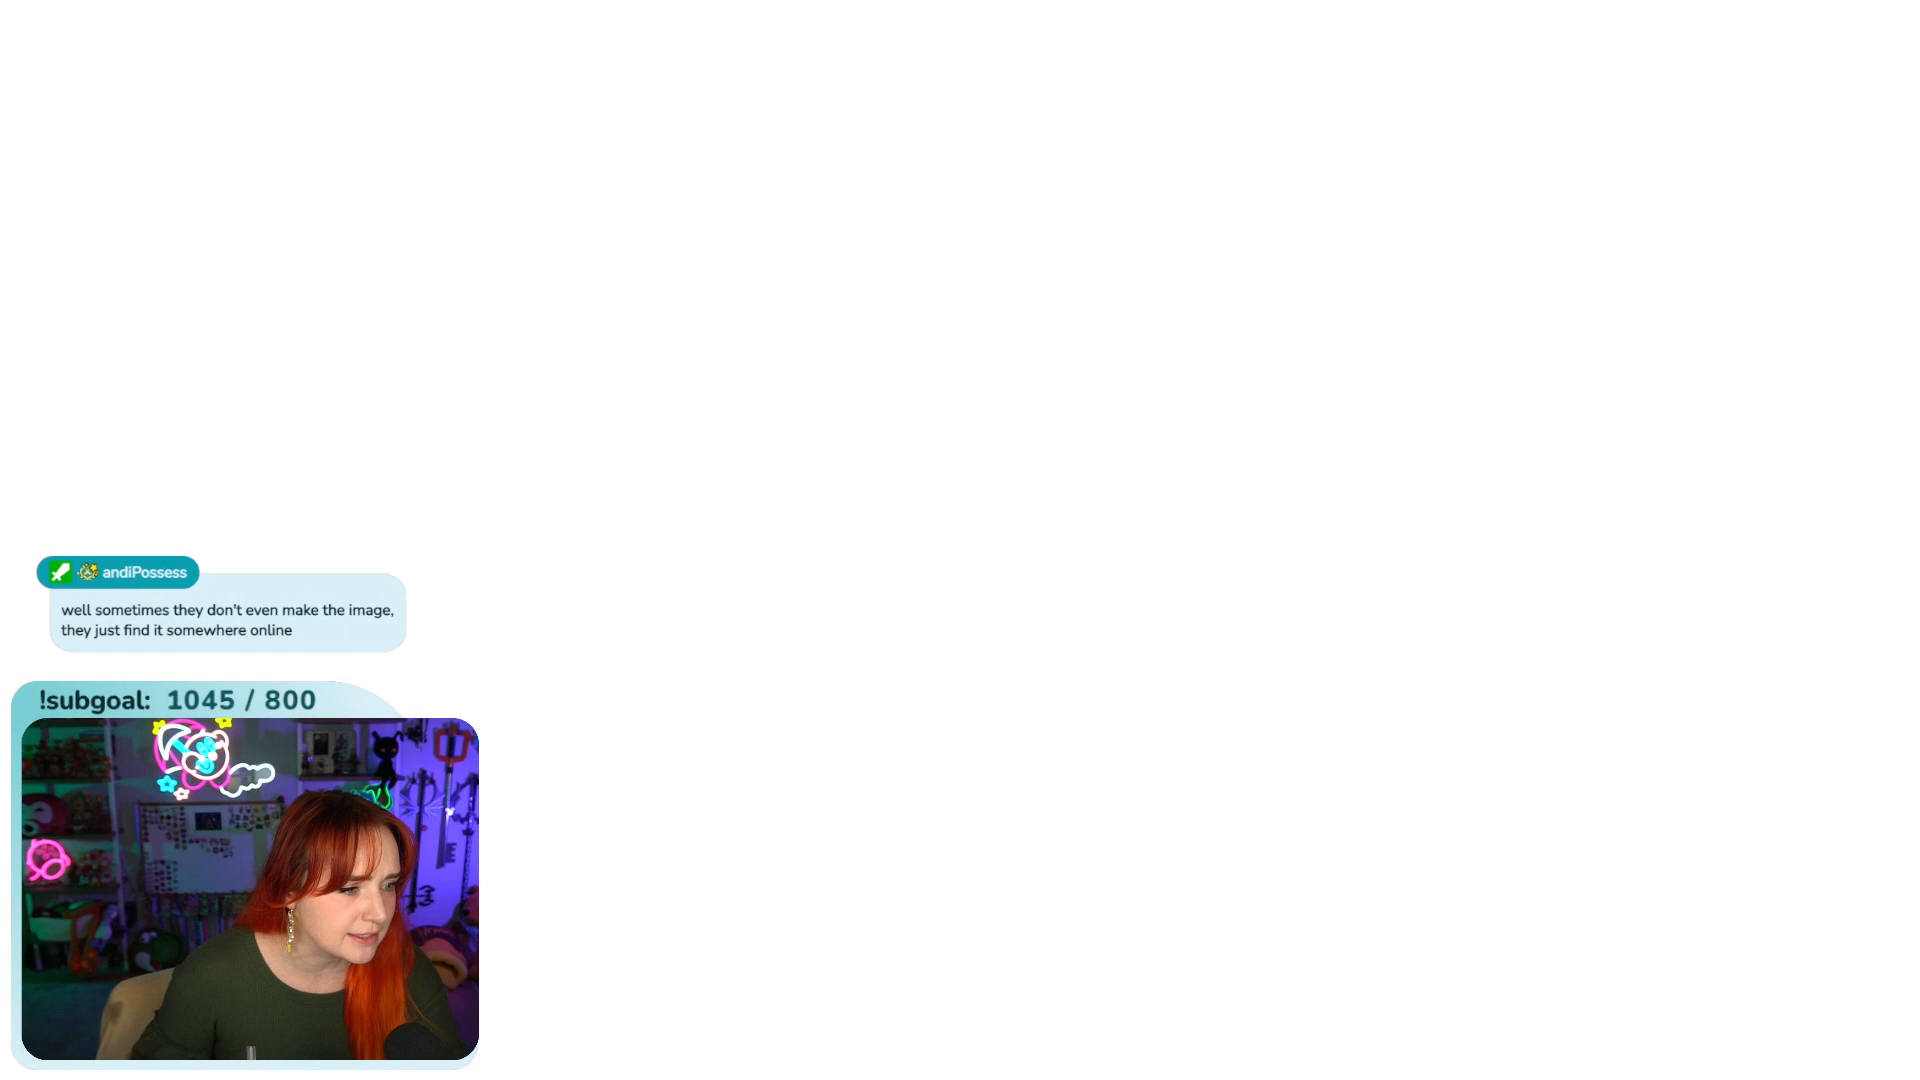 andiPossess
well sometimes they don't even make the image,
they just find it somewhere online
!subgoal: 1045 / 800